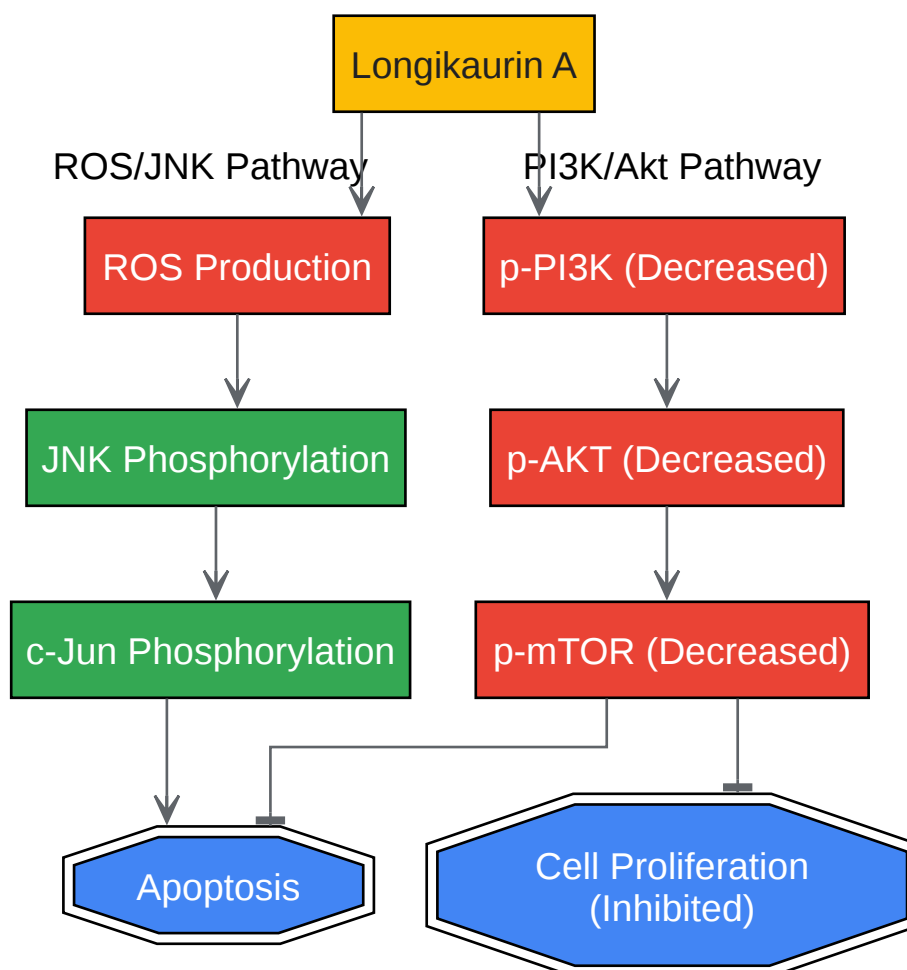 Longikaurin A
ROS/JNK Pathway
PI3K/Akt Pathway
ROS Production
p-PI3K (Decreased)
JNK Phosphorylation
p-AKT (Decreased)
c-Jun Phosphorylation
p-mTOR (Decreased)
Apoptosis
Cell Proliferation
(Inhibited)